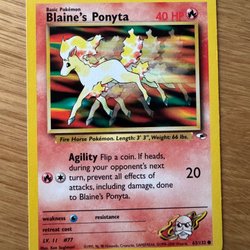 Basic Pokémon
Blaine's Ponyta
40 HP
Fire Horse Pokémon. Length: 3' 3", Weight: 66 lbs.
Agility Flip a coin. If heads,
during your opponent's next
turn, prevent all effects of
attacks, including damage, done
to Blaine's Ponyta.
20
weakness
resistance
retreat cost
LV. 11 #77
63/132